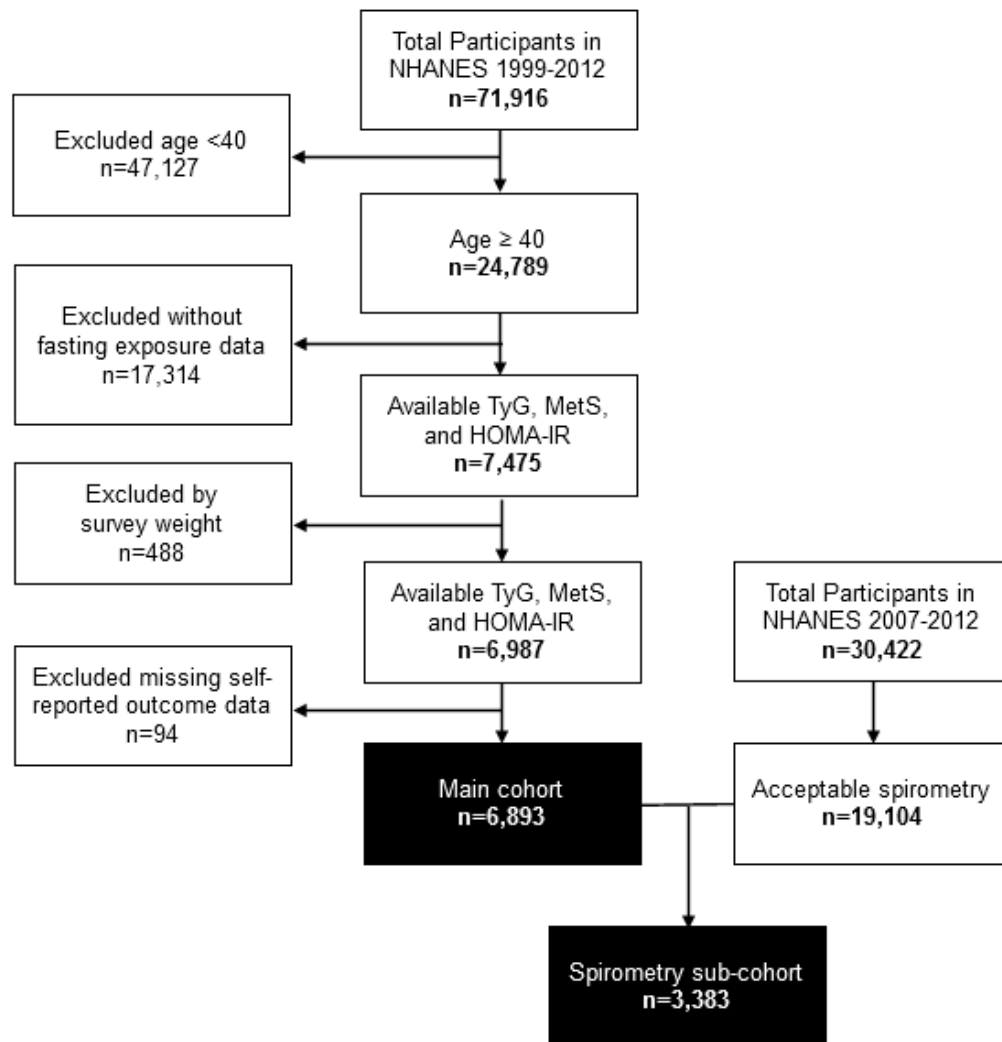 Total Participants in
NHANES 1999-2012
n=71,916
Excluded age <40
n=47,127
Age ≥ 40
n=24,789
Excluded without
fasting exposure data
n=17,314
Available TyG, MetS,
and HOMA-IR
n=7,475
Excluded by
survey weight
n=488
Available TyG, MetS,
and HOMA-IR
n=6,987
Total Participants in
NHANES 2007-2012
n=30,422
Excluded missing self-
reported outcome data
n=94
Main cohort
n=6,893
Acceptable spirometry
n=19,104
Spirometry sub-cohort
n=3,383